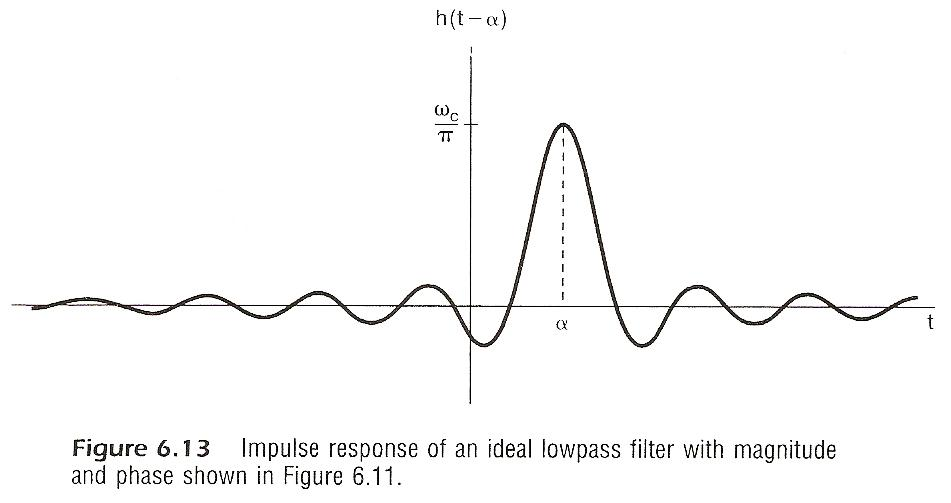 h(t−α)
ω_c
π
α
t
Figure 6.13 Impulse response of an ideal lowpass filter with magnitude
and phase shown in Figure 6.11.